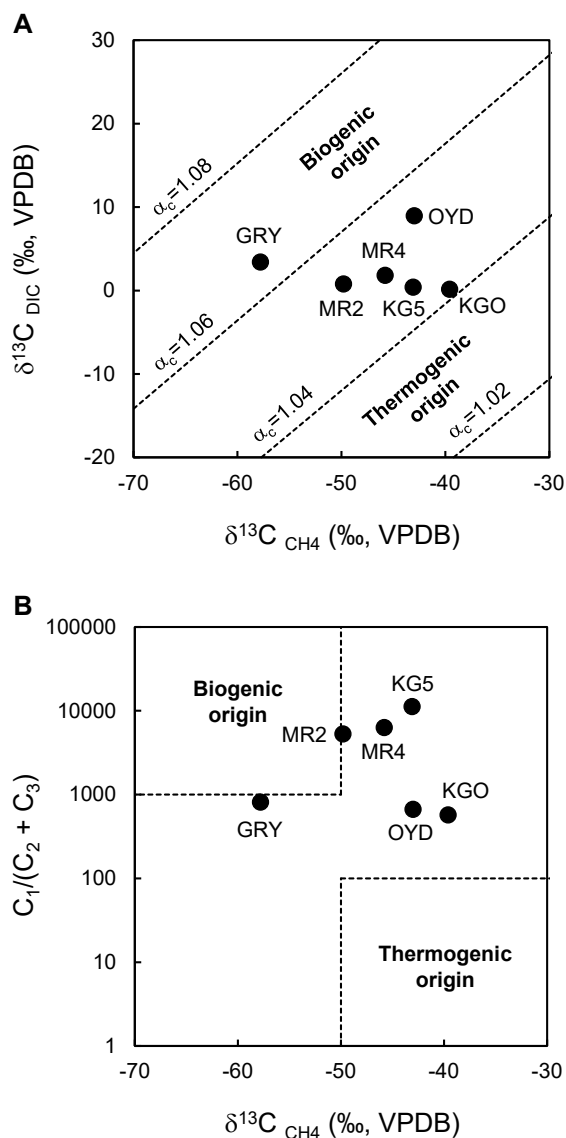 A
30
20
10
0
-10
-20
-70
-60
-50
-40
-30
δ¹³C DIC (‰, VPDB)
δ¹³C CH4 (‰, VPDB)
αc=1.08
αc=1.06
αc=1.04
αc=1.02
Biogenic
origin
Thermogenic
origin
GRY
OYD
MR4
MR2
KG5
KGO
B
100000
10000
1000
100
10
1
-70
-60
-50
-40
-30
C₁/(C₂ + C₃)
δ¹³C CH4 (‰, VPDB)
Biogenic
origin
Thermogenic
origin
KG5
MR2
MR4
KGO
GRY
OYD